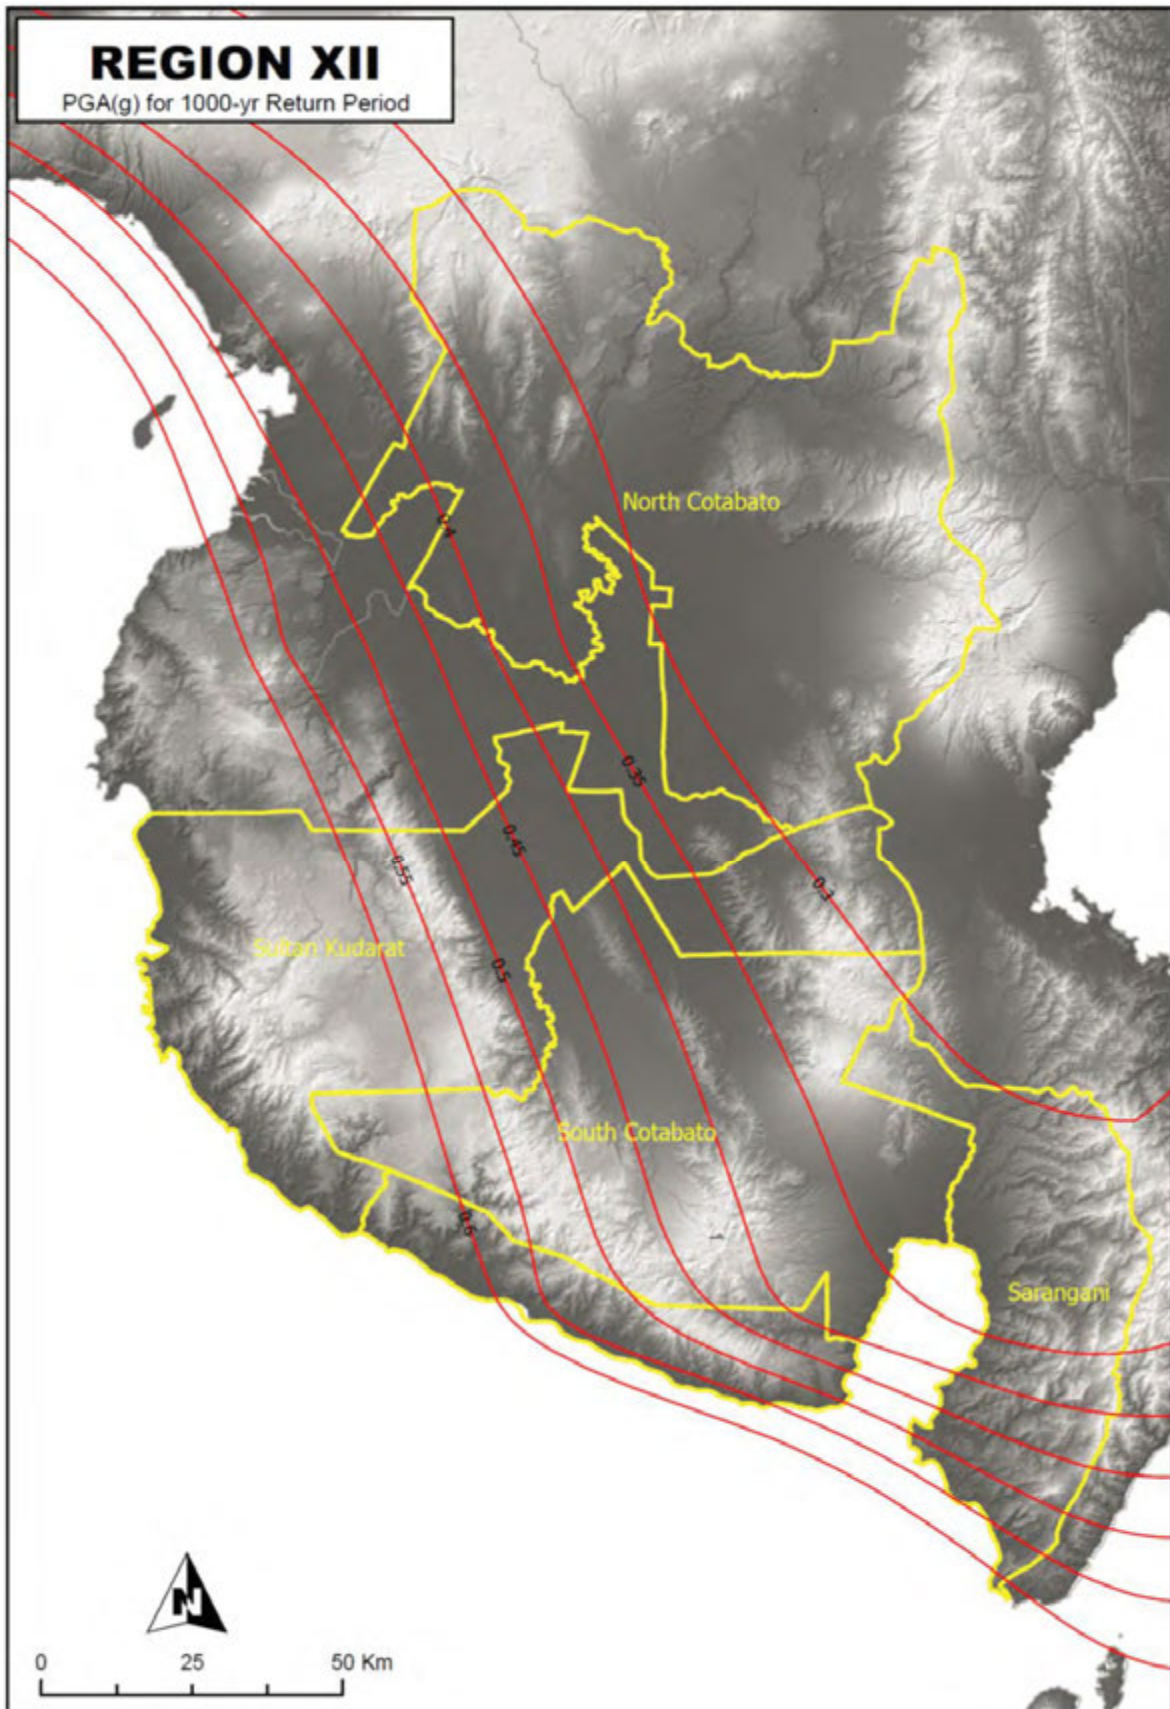 REGION XII
PGA(g) for 1000-yr Return Period
North Cotabato
0.4
0.35
0.45
0.55
0.3
Sultan Kudarat
0.5
South Cotabato
0.6
Sarangani
N
0 25 50 Km